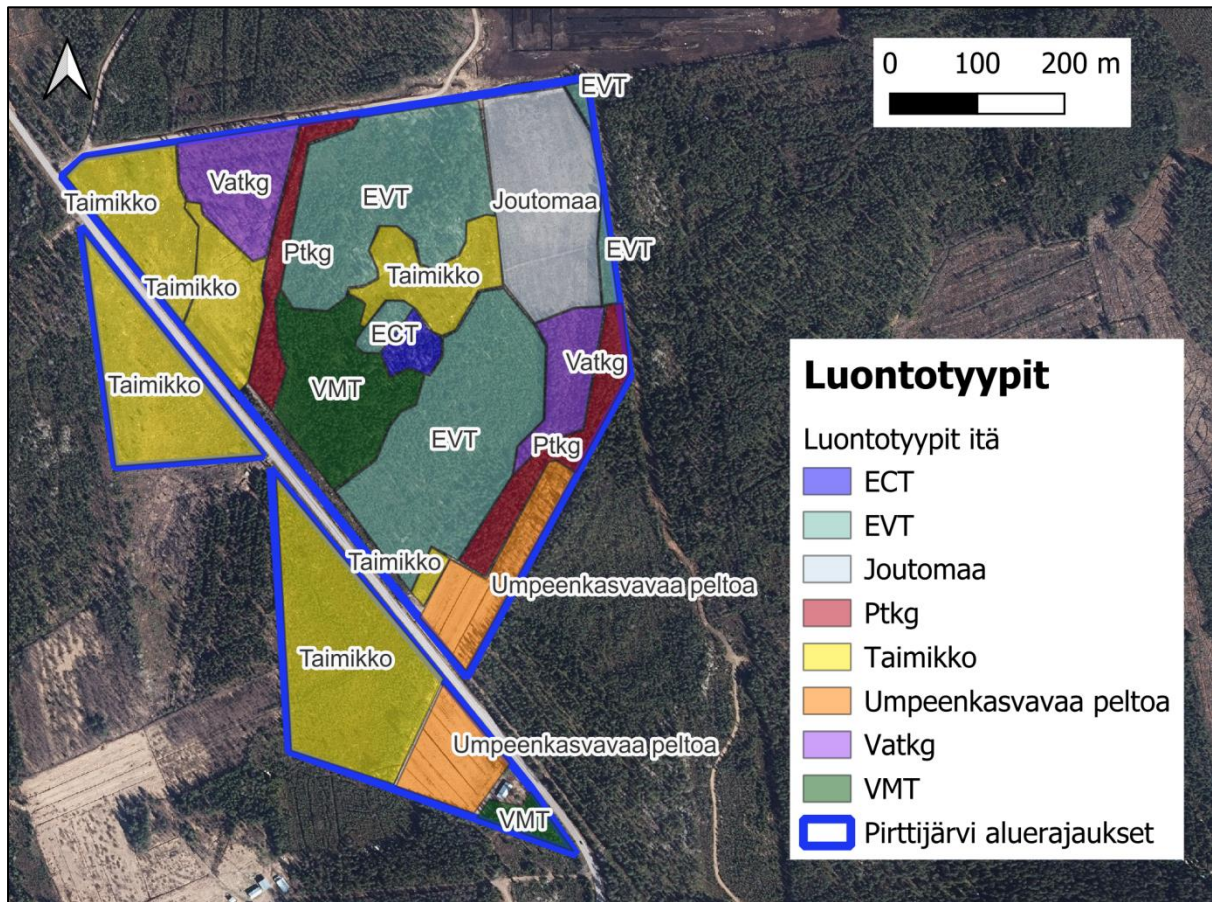 0 100 200 m
EVT
Vatkg
EVT
Joutomaa
Taimikko
Ptkg
EVT
Taimikko
Taimikko
ECT
Vatkg
Taimikko
VMT
EVT
Ptkg
Taimikko
Umpeenkasvavaa peltoa
Taimikko
Umpeenkasvavaa peltoa
VMT
Luontotyypit
Luontotyypit itä
ECT
EVT
Joutomaa
Ptkg
Taimikko
Umpeenkasvavaa peltoa
Vatkg
VMT
Pirttijärvi aluerajaukset